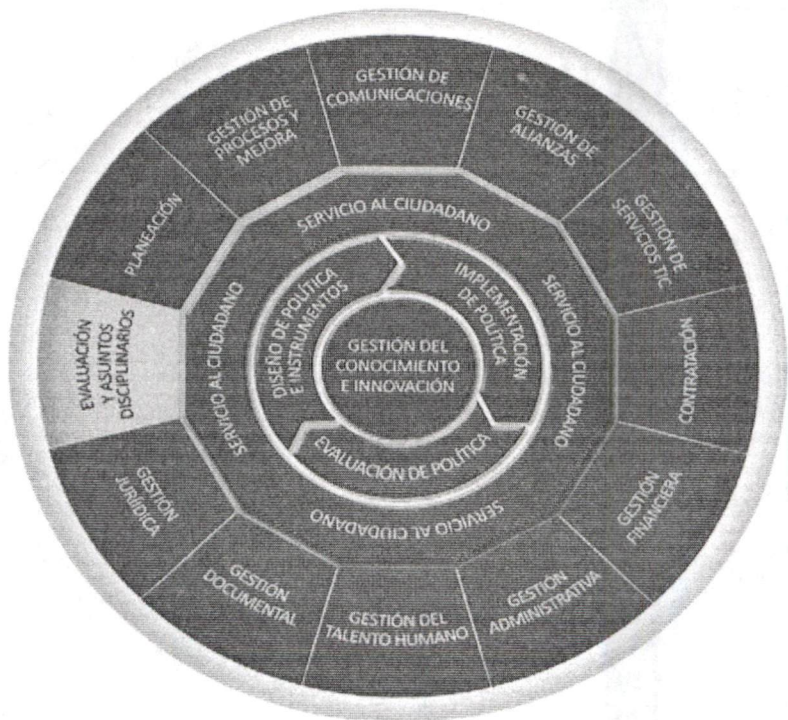 GESTIÓN DE
COMUNICACIONES
GESTIÓN DE
ALIANZAS
GESTIÓN DE
SERVICIOS TIC
CONTRATACIÓN
GESTIÓN
FINANCIERA
GESTIÓN
ADMINISTRATIVA
GESTIÓN DEL
TALENTO HUMANO
GESTIÓN
DOCUMENTAL
GESTIÓN
JURÍDICA
EVALUACIÓN
Y ASUNTOS
DISCIPLINARIOS
PLANEACIÓN
GESTIÓN DE
PROCESOS Y
MEJORA
SERVICIO AL CIUDADANO
SERVICIO AL CIUDADANO
SERVICIO AL CIUDADANO
SERVICIO AL CIUDADANO
DISEÑO DE POLÍTICA
E INSTRUMENTOS
IMPLEMENTACIÓN
DE POLÍTICA
EVALUACIÓN DE POLÍTICA
GESTIÓN DEL
CONOCIMIENTO
E INNOVACIÓN